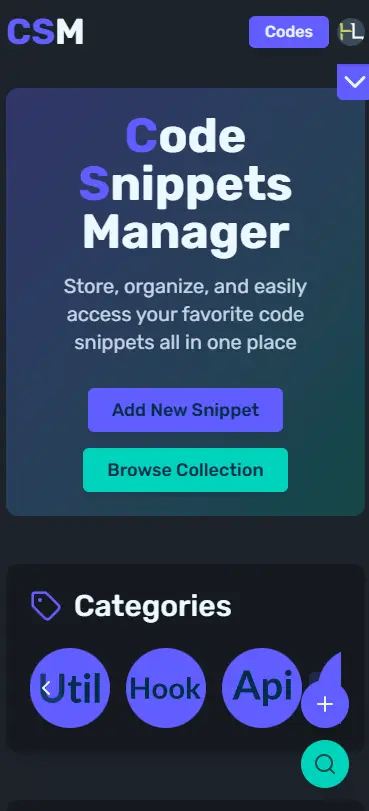 CSM
Codes
HL
Code
Snippets
Manager
Store, organize, and easily
access your favorite code
snippets all in one place
Add New Snippet
Browse Collection
Categories
Util
Hook
Api